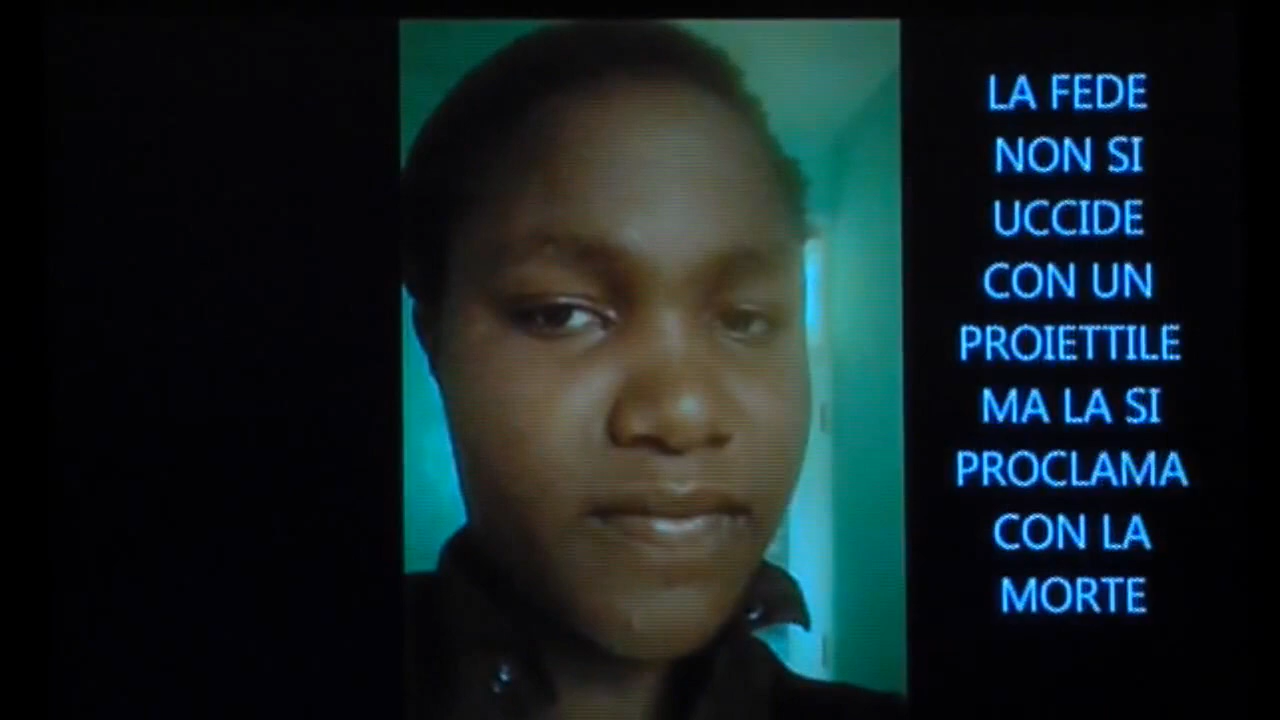 LA FEDE
NON SI
UCCIDE
CON UN
PROIETTILE
MA LA SI
PROCLAMA
CON LA
MORTE